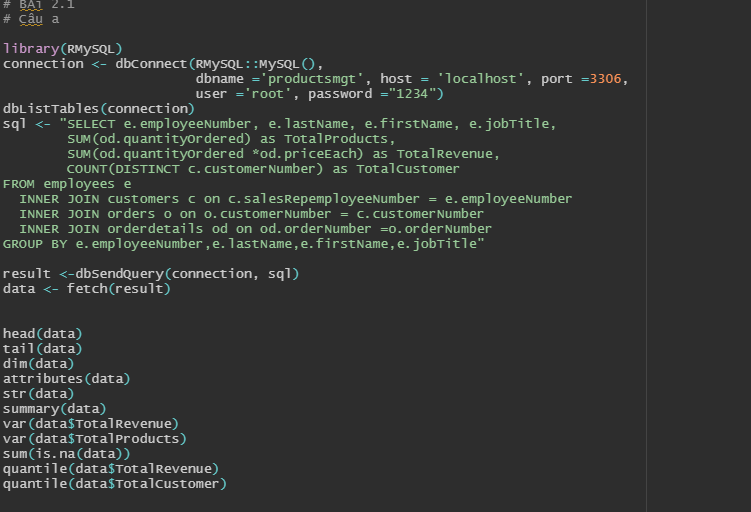 # BÀi 2.1
# Câu a
library(RMySQL)
connection <- dbConnect(RMySQL::MySQL(),
dbname ='productsmgt', host = 'localhost', port =3306,
user ='root', password ="1234")
dbListTables(connection)
sql <- "SELECT e.employeeNumber, e.lastName, e.firstName, e.jobTitle,
SUM(od.quantityOrdered) as TotalProducts,
SUM(od.quantityOrdered *od.priceEach) as TotalRevenue,
COUNT(DISTINCT c.customerNumber) as TotalCustomer
FROM employees e
INNER JOIN customers c on c.salesRepemployeeNumber = e.employeeNumber
INNER JOIN orders o on o.customerNumber = c.customerNumber
INNER JOIN orderdetails od on od.orderNumber =o.orderNumber
GROUP BY e.employeeNumber,e.lastName,e.firstName,e.jobTitle"
result <-dbSendQuery(connection, sql)
data <- fetch(result)
head(data)
tail(data)
dim(data)
attributes(data)
str(data)
summary(data)
var(data$TotalRevenue)
var(data$TotalProducts)
sum(is.na(data))
quantile(data$TotalRevenue)
quantile(data$TotalCustomer)